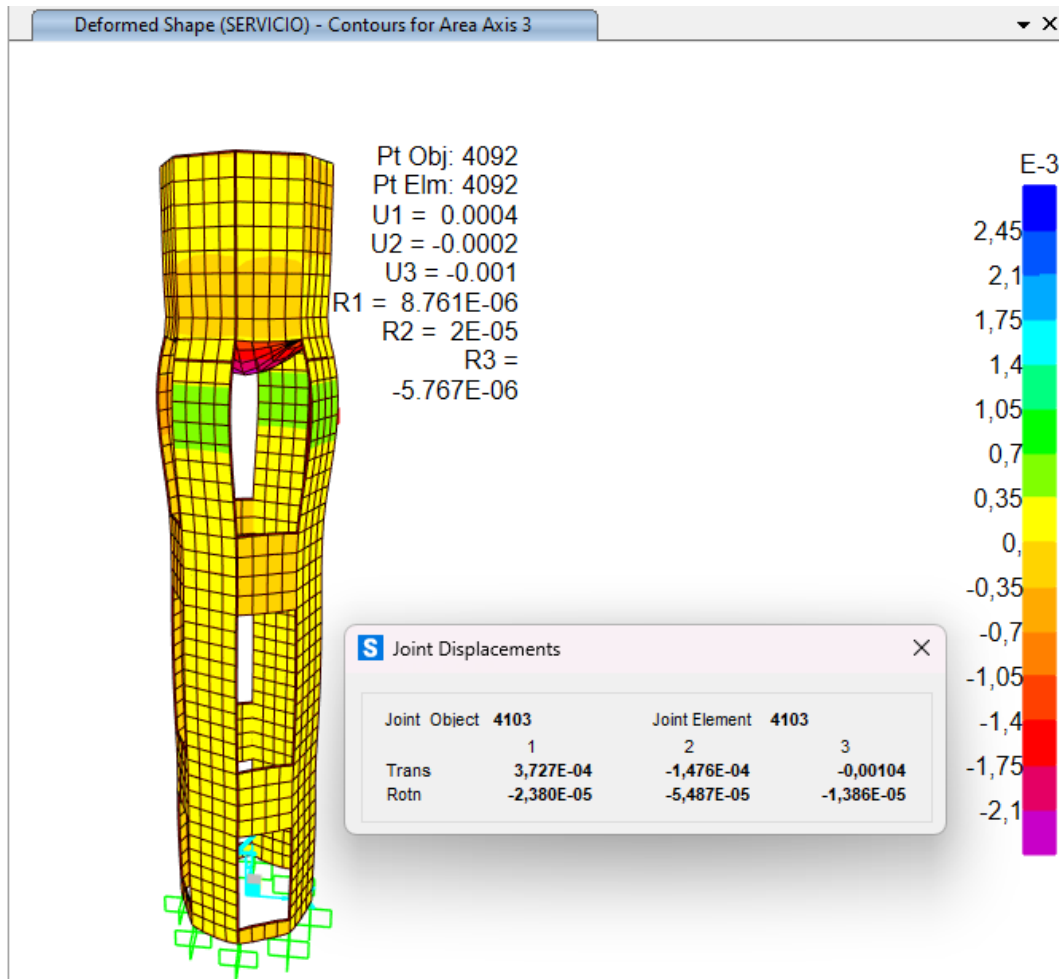 Deformed Shape (SERVICIO) - Contours for Area Axis 3
Pt Obj: 4092
Pt Elm: 4092
U1 = 0.0004
U2 = -0.0002
U3 = -0.001
R1 = 8.761E-06
R2 = 2E-05
R3 =
-5.767E-06
E-3
2,45
2,1
1,75
1,4
1,05
0,7
0,35
0,
-0,35
-0,7
-1,05
-1,4
-1,75
-2,1
S Joint Displacements
Joint Object 4103 Joint Element 4103
1 2 3
Trans 3,727E-04 -1,476E-04 -0,00104
Rotn -2,380E-05 -5,487E-05 -1,386E-05